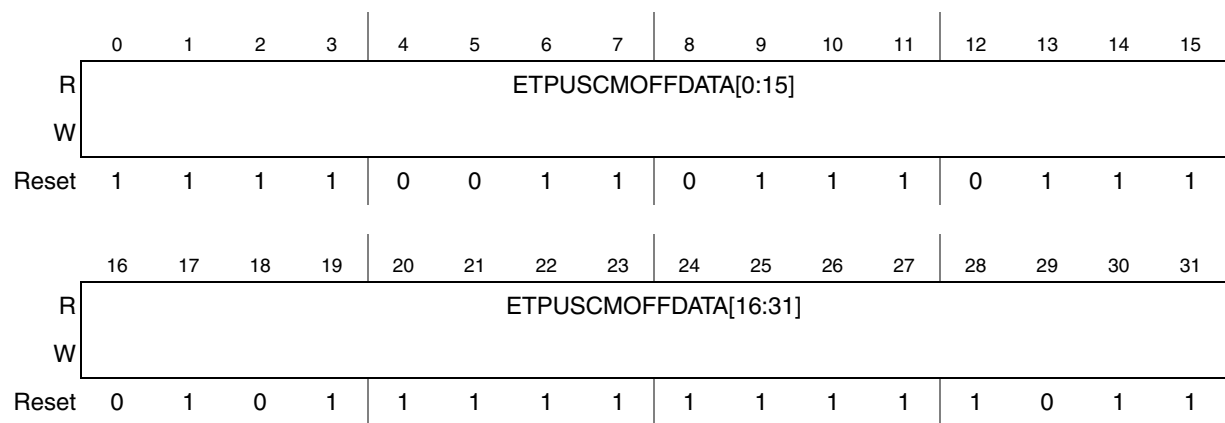 0 1 2 3 4 5 6 7 8 9 10 11 12 13 14 15
R ETPUSCMOFFDATA[0:15]
W
Reset 1 1 1 1 0 0 1 1 0 1 1 1 0 1 1 1
16 17 18 19 20 21 22 23 24 25 26 27 28 29 30 31
R ETPUSCMOFFDATA[16:31]
W
Reset 0 1 0 1 1 1 1 1 1 1 1 1 1 0 1 1